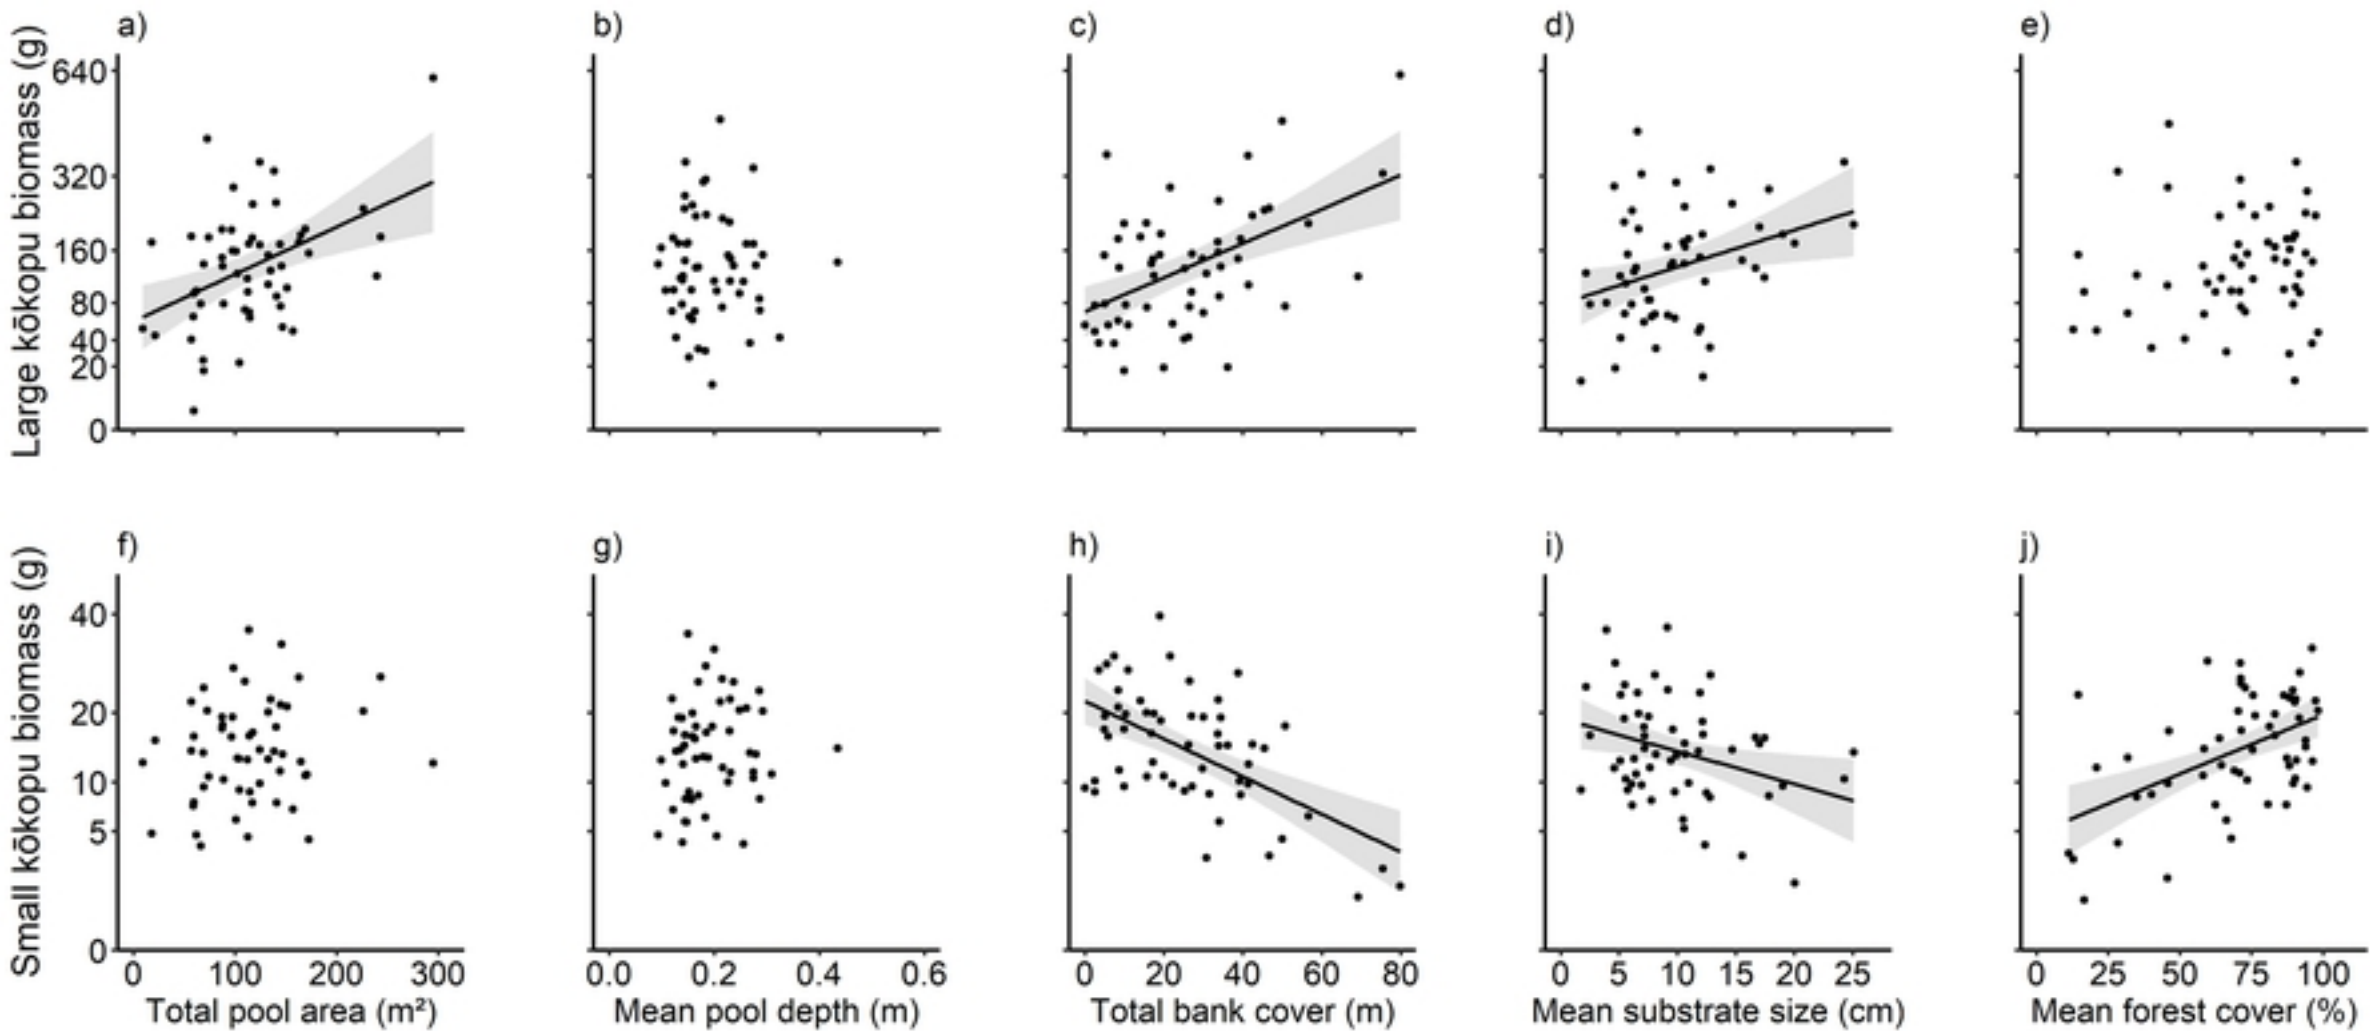 a) b) c) d) e)
Large kōkopu biomass (g)
640
320
160
80
40
20
0
f) g) h) i) j)
Small kōkopu biomass (g)
40
20
10
5
0
0 100 200 300 0.0 0.2 0.4 0.6 0 20 40 60 80 0 5 10 15 20 25 0 25 50 75 100
Total pool area (m²) Mean pool depth (m) Total bank cover (m) Mean substrate size (cm) Mean forest cover (%)